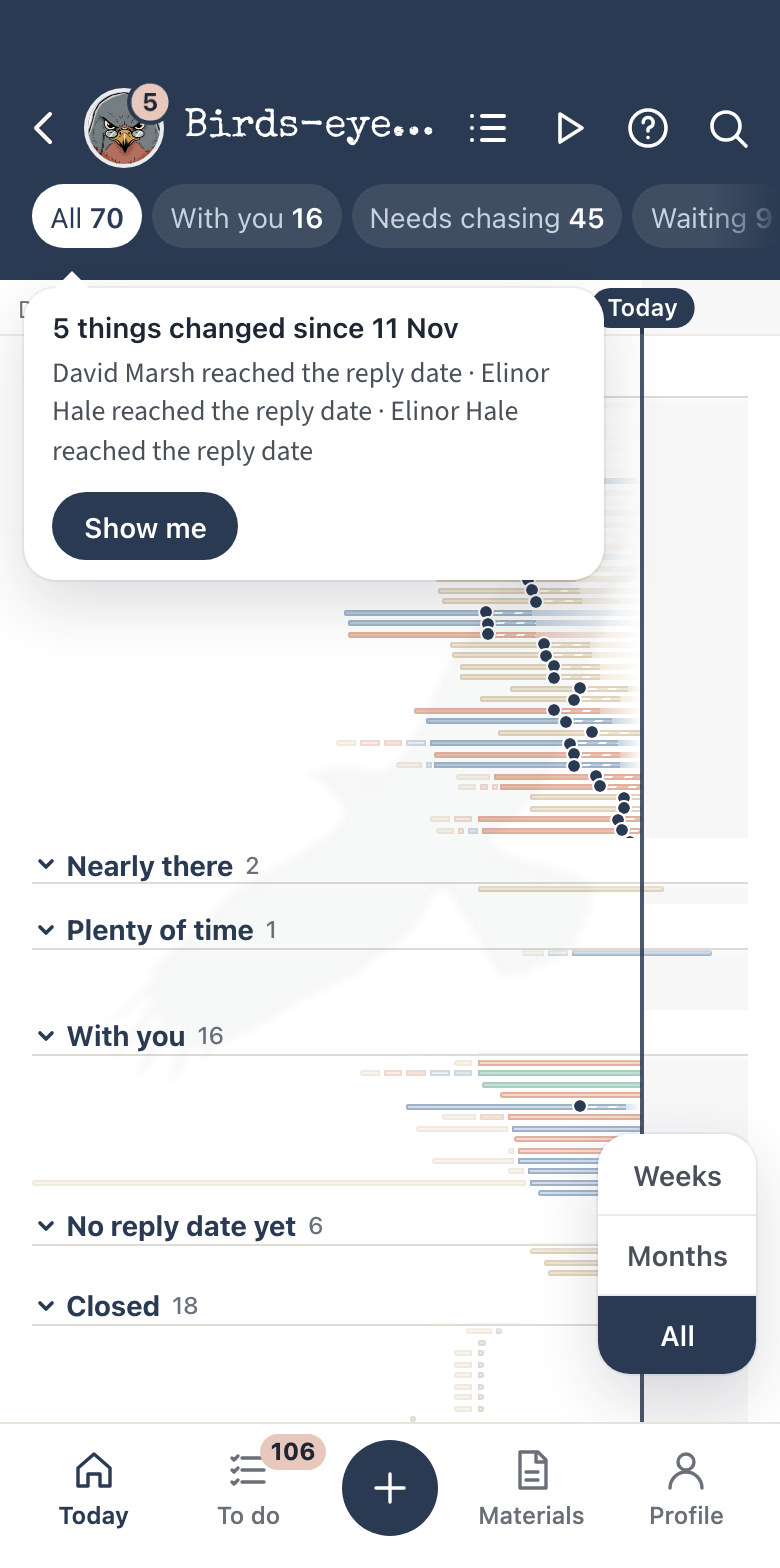 5
Birds-eye...
All 70
With you 16
Needs chasing 45
Waiting 9
Today
5 things changed since 11 Nov
David Marsh reached the reply date · Elinor
Hale reached the reply date · Elinor Hale
reached the reply date
Show me
Nearly there 2
Plenty of time 1
With you 16
Weeks
No reply date yet 6
Months
Closed 18
All
106
Today
To do
Materials
Profile